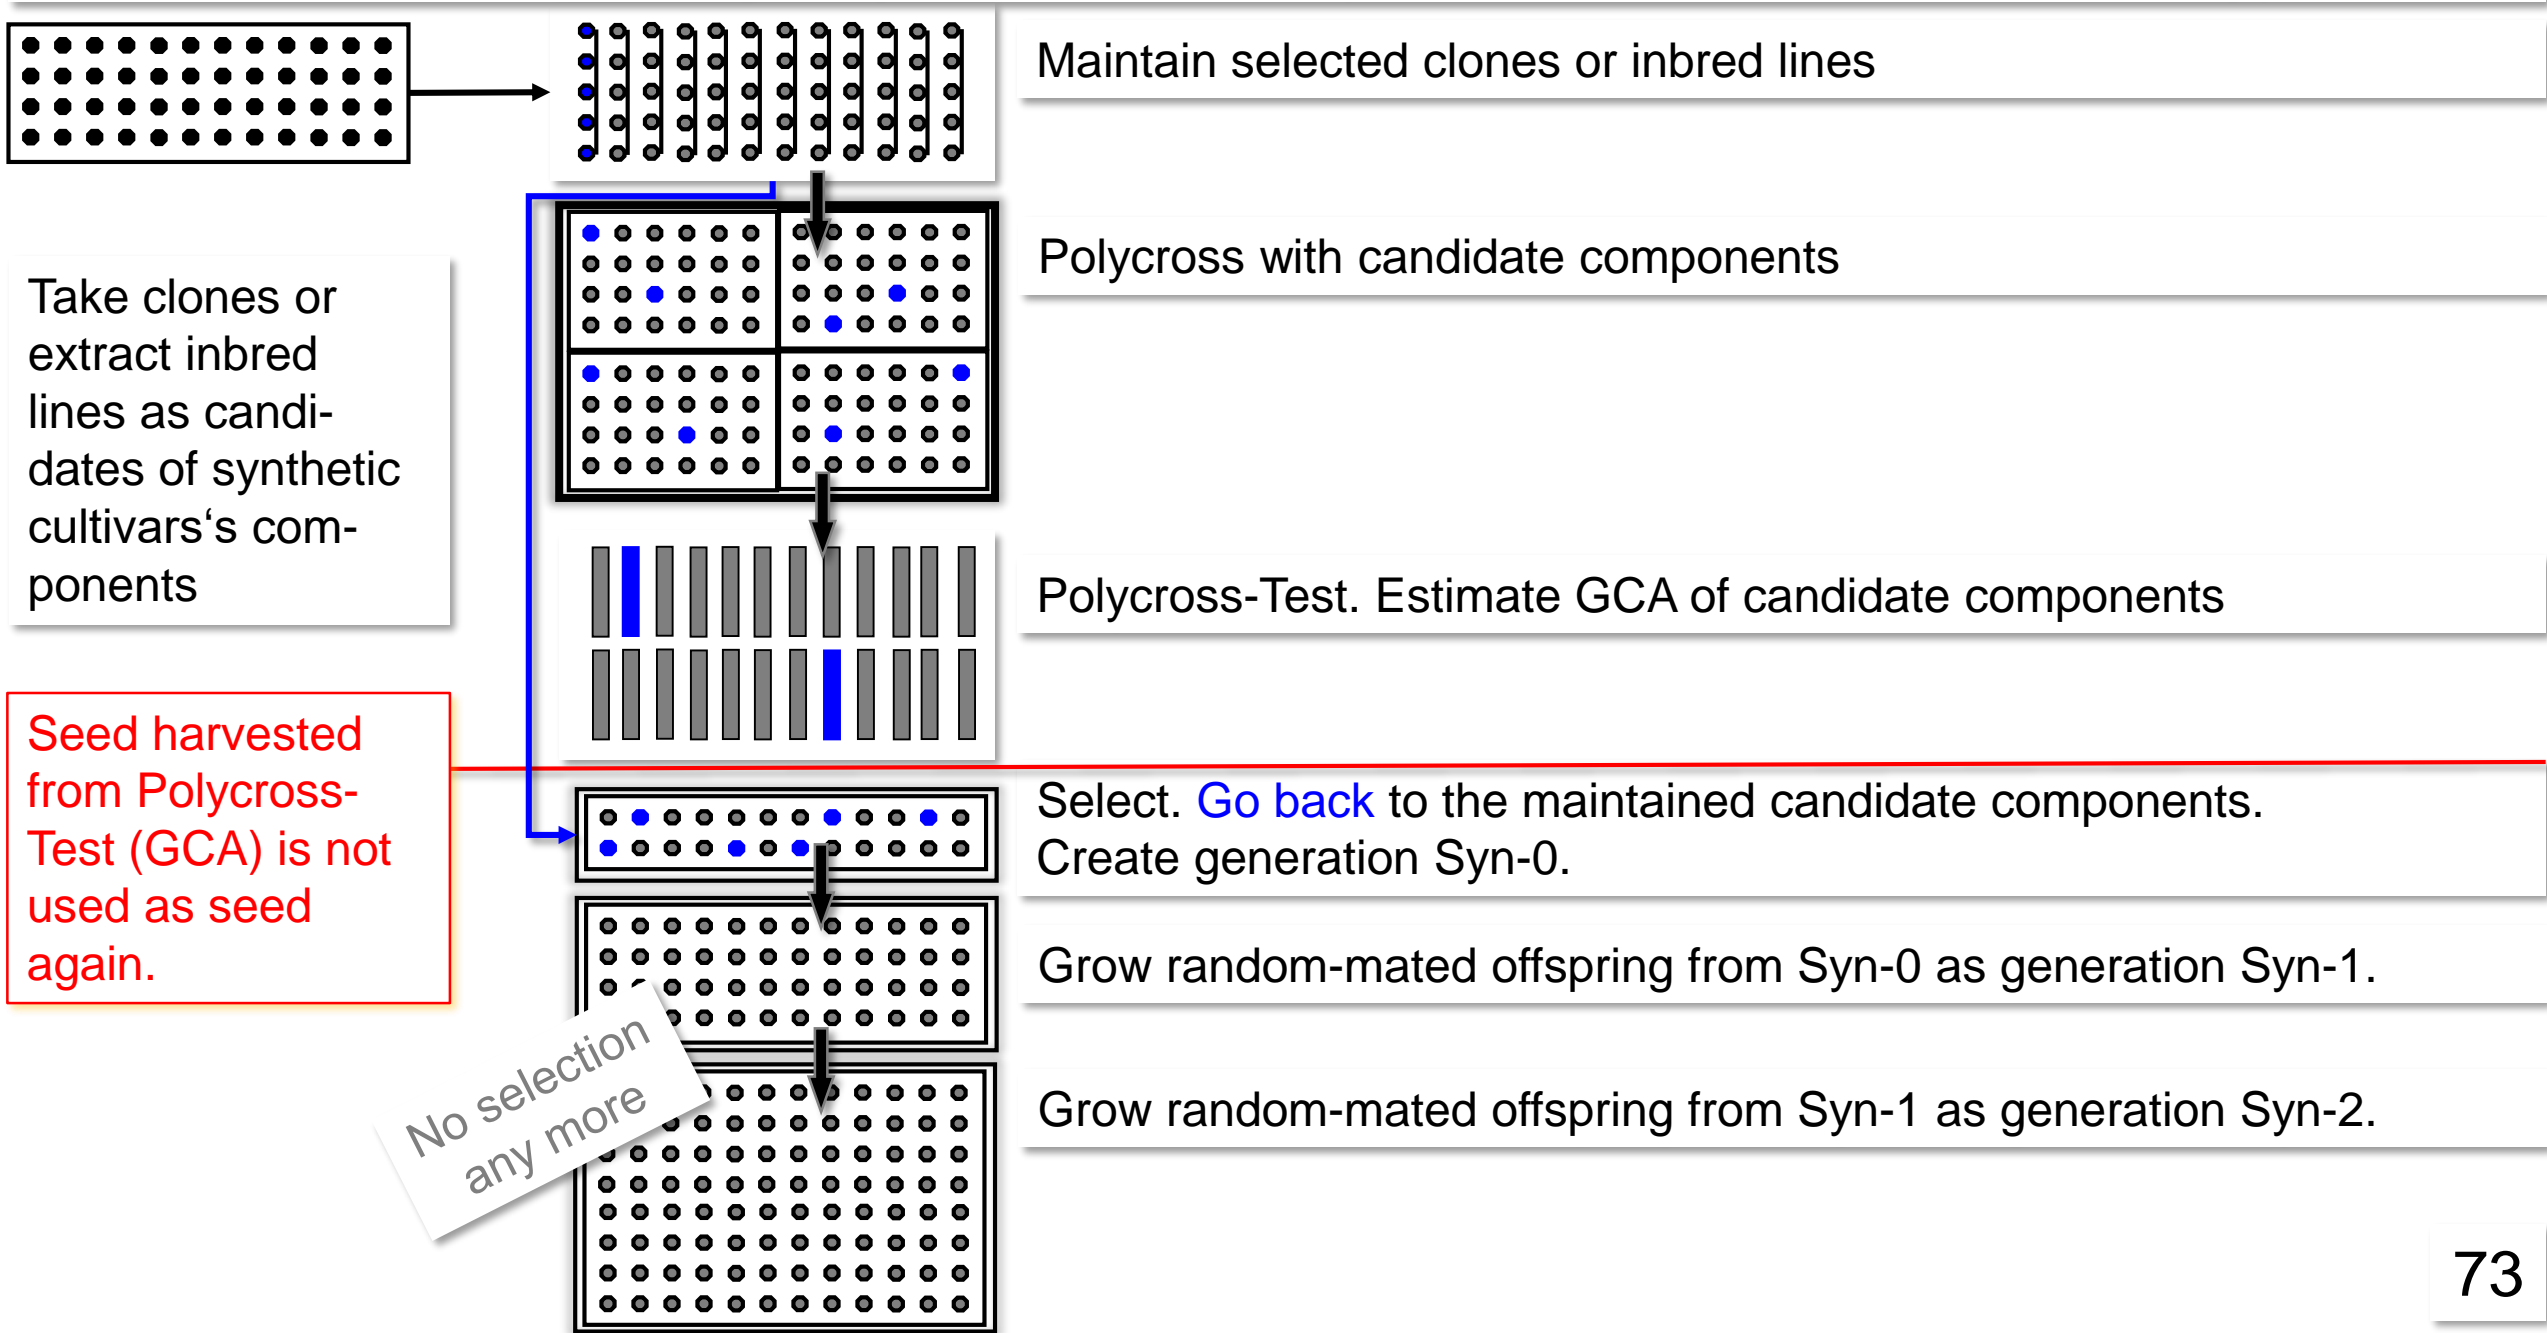 Maintain selected clones or inbred lines
Polycross with candidate components
Take clones or
extract inbred
lines as candi-
dates of synthetic
cultivars‘s com-
ponents
Polycross-Test. Estimate GCA of candidate components
Seed harvested
from Polycross-
Test (GCA) is not
used as seed
again.
Select. Go back to the maintained candidate components.
Create generation Syn-0.
Grow random-mated offspring from Syn-0 as generation Syn-1.
No selection
any more
Grow random-mated offspring from Syn-1 as generation Syn-2.
73